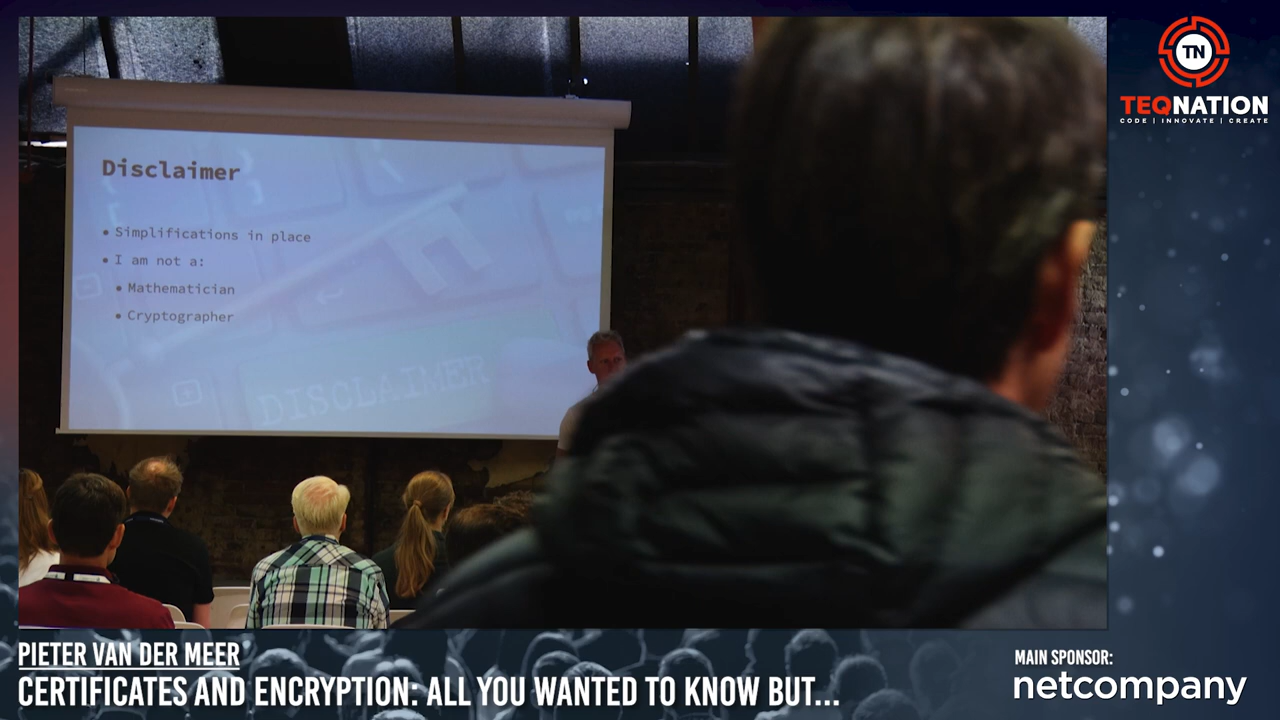 Disclaimer
• Simplifications in place
• I am not a:
• Mathematician
• Cryptographer
DISCLAIMER
TN
TEQNATION
CODE | INNOVATE | CREATE
PIETER VAN DER MEER
CERTIFICATES AND ENCRYPTION: ALL YOU WANTED TO KNOW BUT...
MAIN SPONSOR:
netcompany